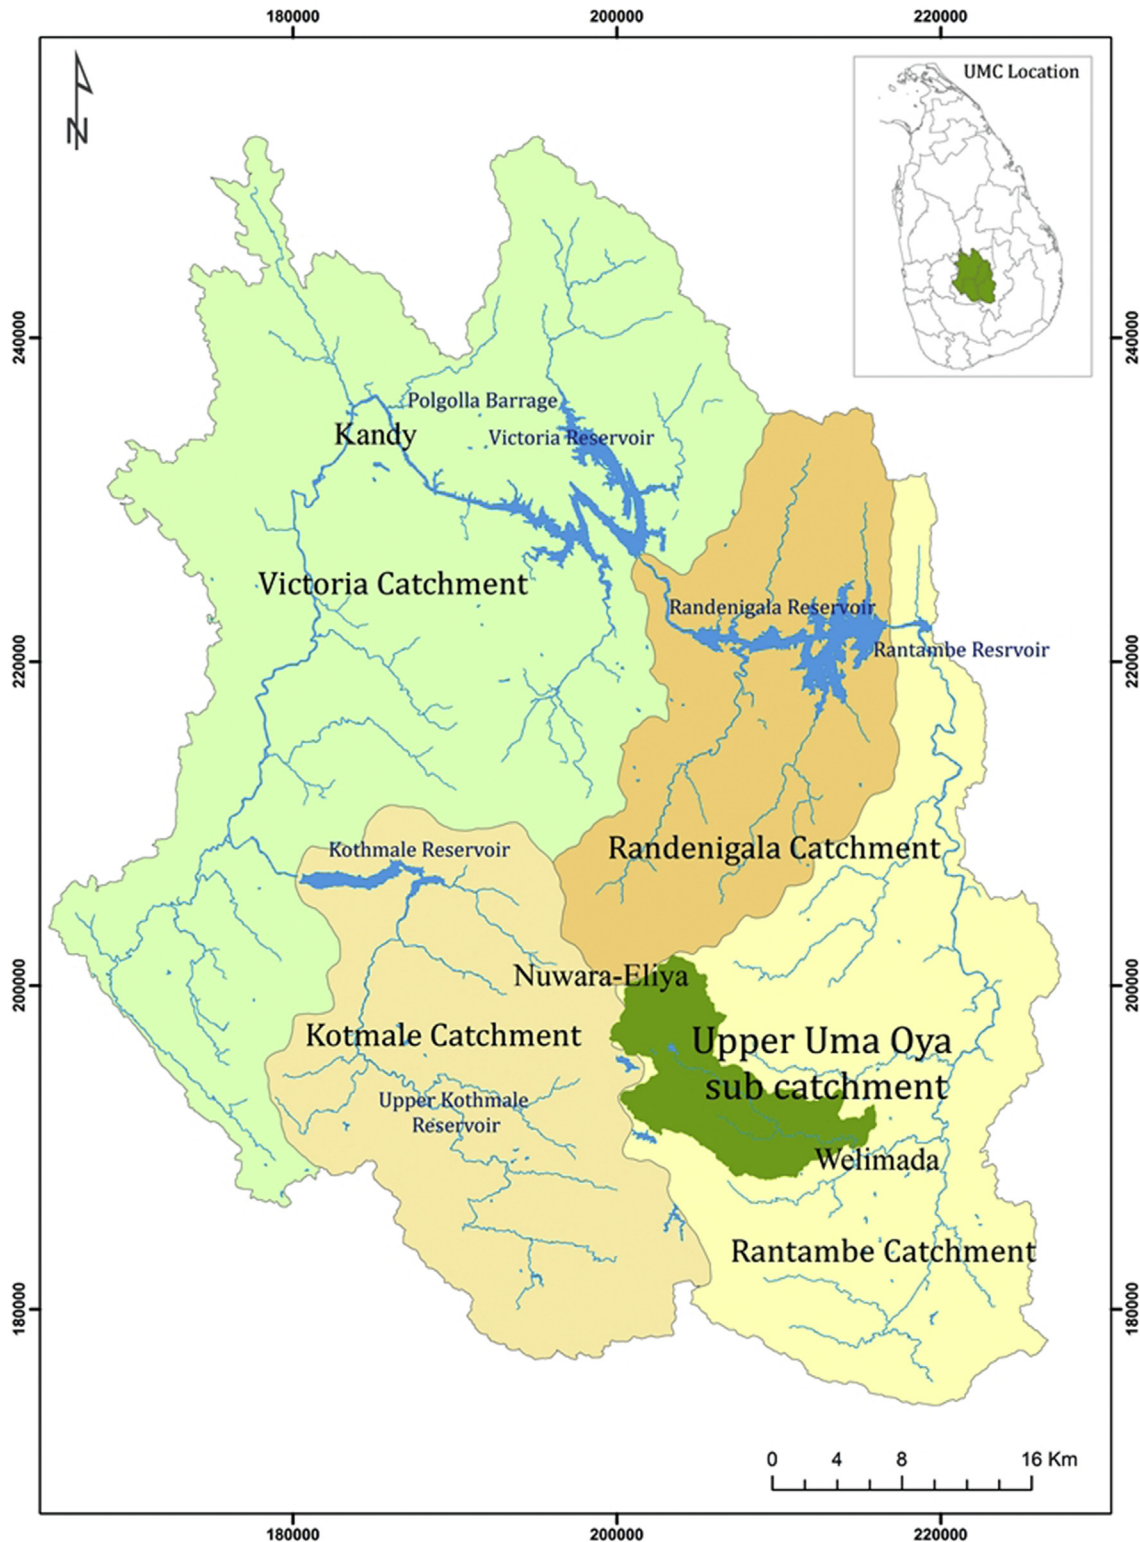 180000
200000
220000
UMC Location
N
240000
240000
Polgolla Barrage
Kandy
Victoria Reservoir
Victoria Catchment
Randenigala Reservoir
220000
Rantambe Resrvoir
220000
Kothmale Reservoir
Randenigala Catchment
Nuwara-Eliya
200000
200000
Kotmale Catchment
Upper Uma Oya
sub catchment
Upper Kothmale
Reservoir
Welimada
Rantambe Catchment
180000
180000
0 4 8 16 Km
180000
200000
220000